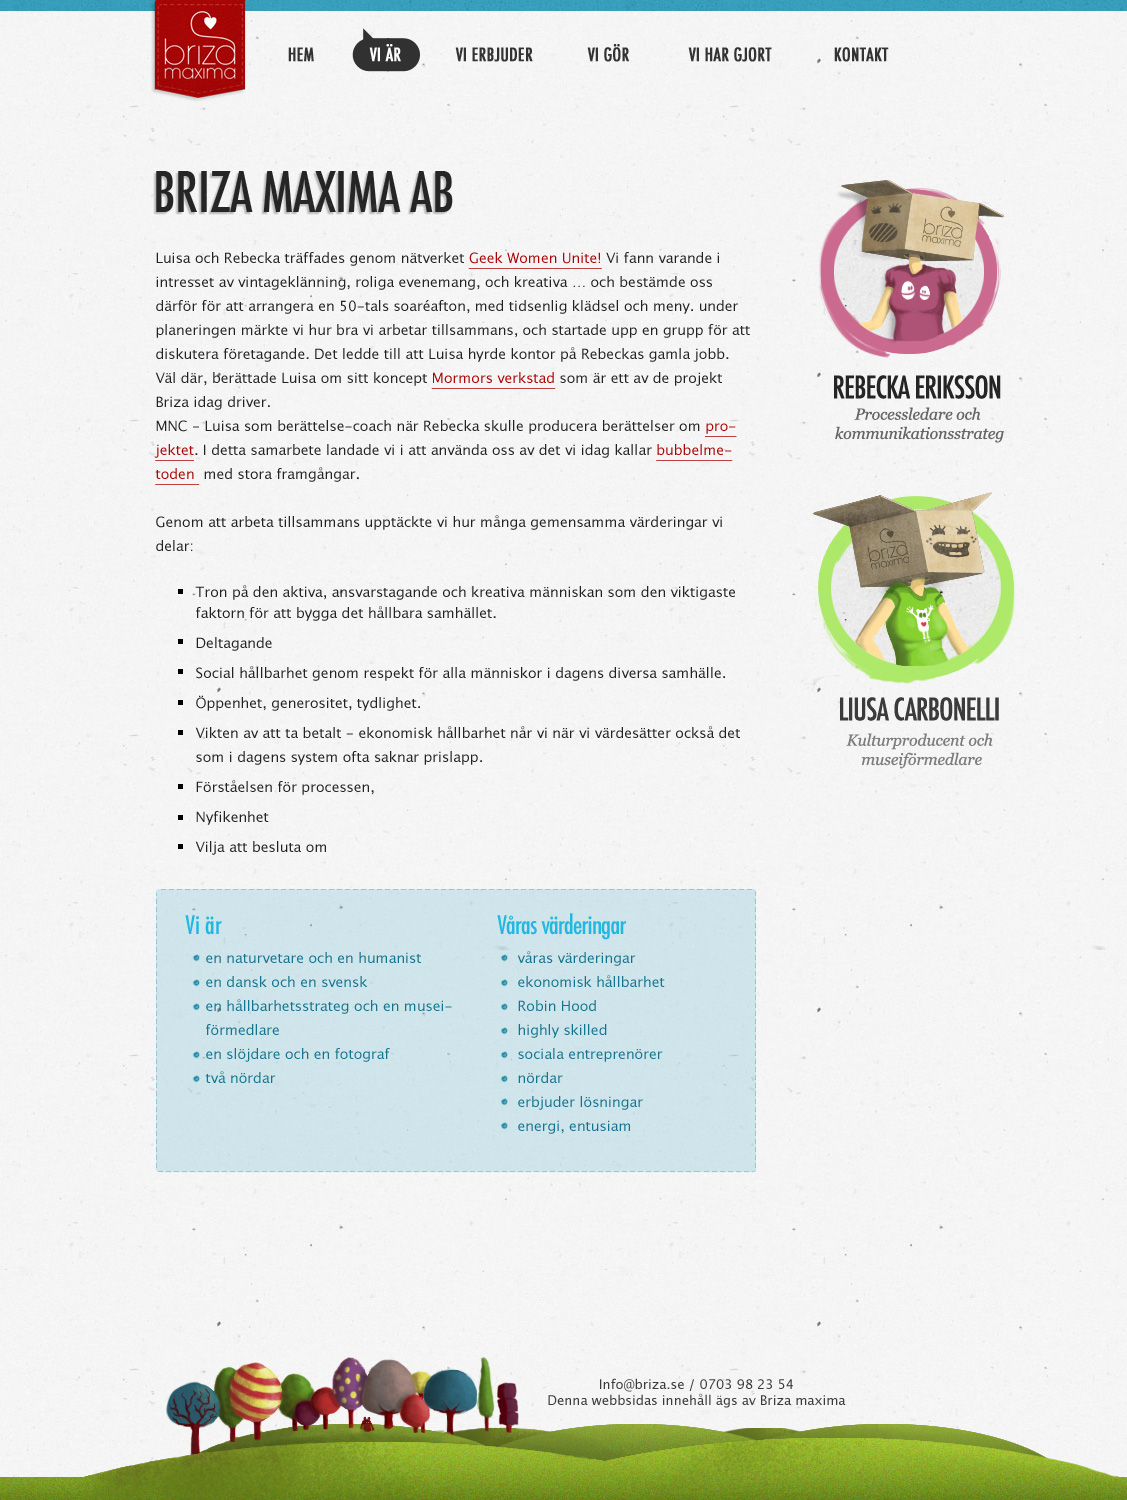 briza
maxima
HEM
VI ÄR
VI ERBJUDER
VI GÖR
VI HAR GJORT
KONTAKT
BRIZA MAXIMA AB
Luisa och Rebecka träffades genom nätverket Geek Women Unite! Vi fann varande i
intresset av vintageklänning, roliga evenemang, och kreativa … och bestämde oss
därför för att arrangera en 50-tals soaréafton, med tidsenlig klädsel och meny. under
planeringen märkte vi hur bra vi arbetar tillsammans, och startade upp en grupp för att
diskutera företagande. Det ledde till att Luisa hyrde kontor på Rebeckas gamla jobb.
Väl där, berättade Luisa om sitt koncept Mormors verkstad som är ett av de projekt
Briza idag driver.
MNC - Luisa som berättelse-coach när Rebecka skulle producera berättelser om pro-
jektet. I detta samarbete landade vi i att använda oss av det vi idag kallar bubbelme-
toden med stora framgångar.
Genom att arbeta tillsammans upptäckte vi hur många gemensamma värderingar vi
delar:
Tron på den aktiva, ansvarstagande och kreativa människan som den viktigaste
faktorn för att bygga det hållbara samhället.
Deltagande
Social hållbarhet genom respekt för alla människor i dagens diversa samhälle.
Öppenhet, generositet, tydlighet.
Vikten av att ta betalt - ekonomisk hållbarhet når vi när vi värdesätter också det
som i dagens system ofta saknar prislapp.
Förståelsen för processen,
Nyfikenhet
Vilja att besluta om
briza
maxima
REBECKA ERIKSSON
Processledare och
kommunikationsstrateg
briza
maxima
LIUSA CARBONELLI
Kulturproducent och
museiförmedlare
Vi är
en naturvetare och en humanist
en dansk och en svensk
en hållbarhetsstrateg och en musei-
förmedlare
en slöjdare och en fotograf
två nördar
Våras värderingar
våras värderingar
ekonomisk hållbarhet
Robin Hood
highly skilled
sociala entreprenörer
nördar
erbjuder lösningar
energi, entusiam
Info@briza.se / 0703 98 23 54
Denna webbsidas innehåll ägs av Briza maxima